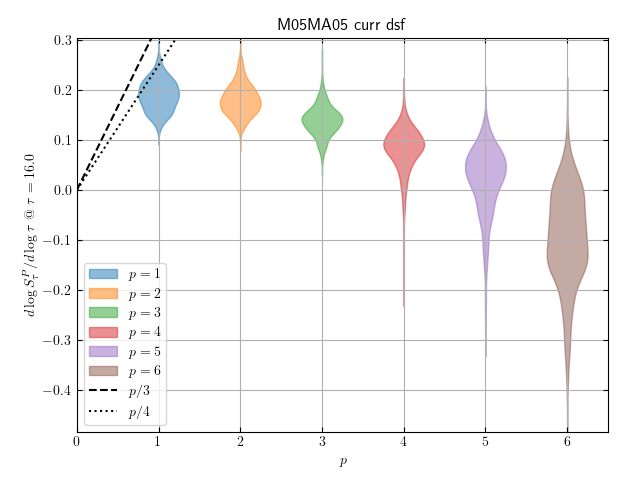 M05MA05 curr dsf
d log S_τ^P / d log τ @ τ = 16.0
0.3
0.2
0.1
0.0
−0.1
−0.2
−0.3
−0.4
p = 1
p = 2
p = 3
p = 4
p = 5
p = 6
p/3
p/4
0 1 2 3 4 5 6
p